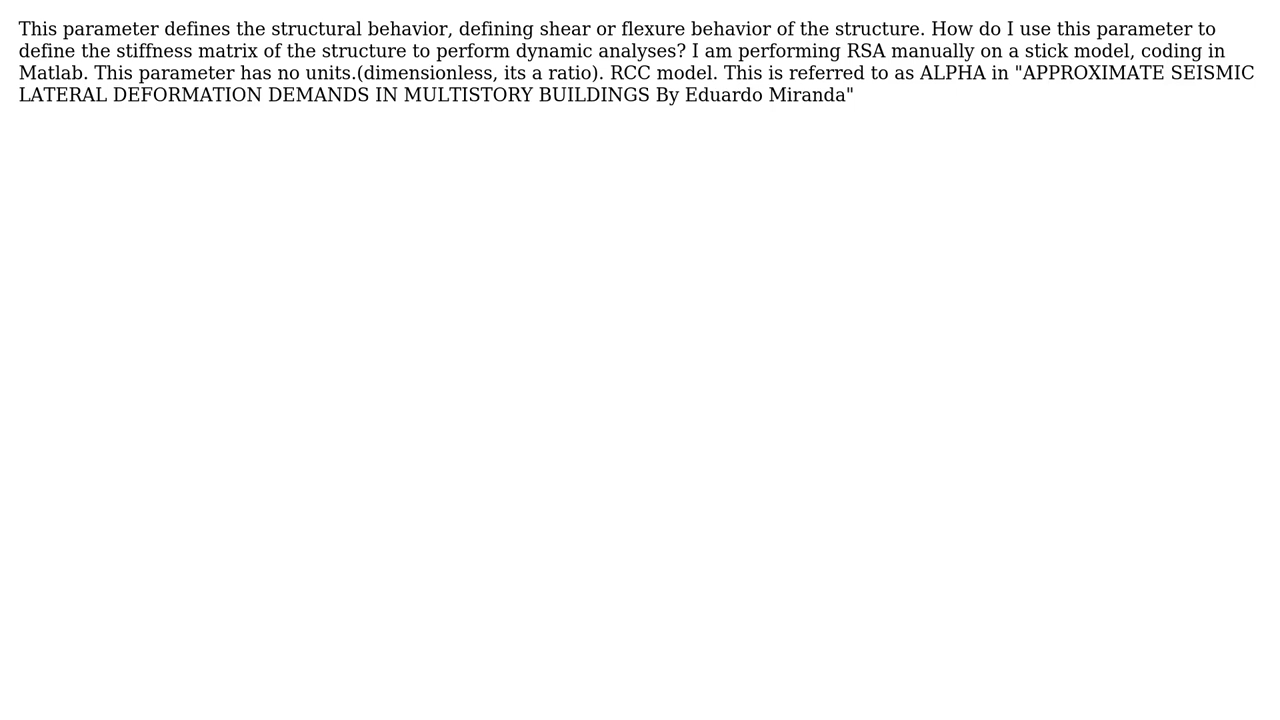 This parameter defines the structural behavior, defining shear or flexure behavior of the structure. How do I use this parameter to
define the stiffness matrix of the structure to perform dynamic analyses? I am performing RSA manually on a stick model, coding in
Matlab. This parameter has no units.(dimensionless, its a ratio). RCC model. This is referred to as ALPHA in "APPROXIMATE SEISMIC
LATERAL DEFORMATION DEMANDS IN MULTISTORY BUILDINGS By Eduardo Miranda"